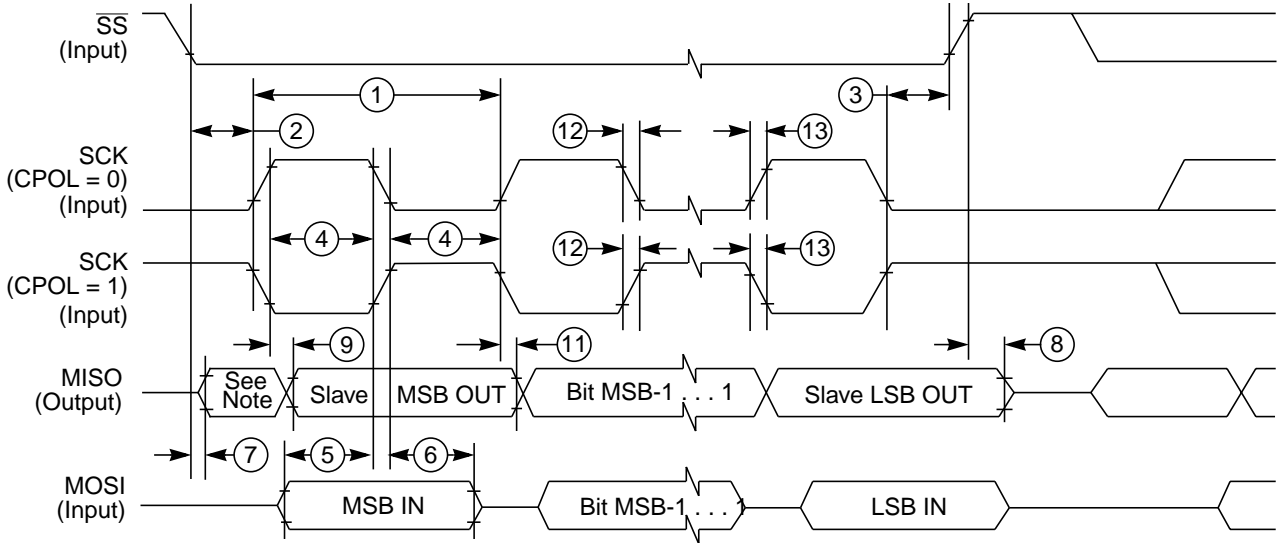 SS
(Input)
1
3
2
12
13
SCK
(CPOL = 0)
(Input)
4
4
12
13
SCK
(CPOL = 1)
(Input)
9
11
8
MISO
(Output)
See
Note
Slave
MSB OUT
Bit MSB-1 . . . 1
Slave LSB OUT
7
5
6
MOSI
(Input)
MSB IN
Bit MSB-1 . . . 1
LSB IN